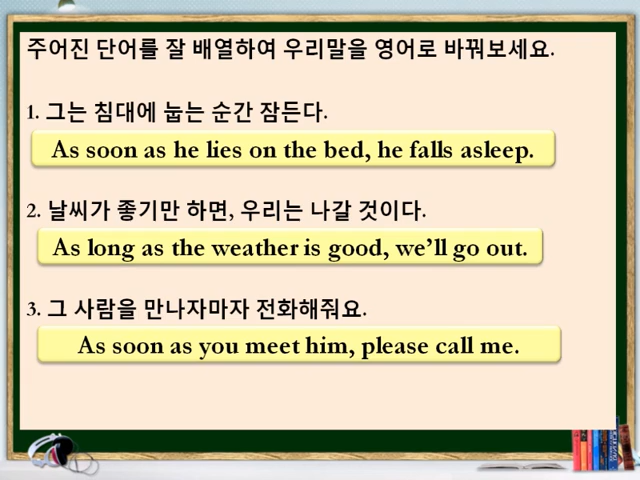 주어진 단어를 잘 배열하여 우리말을 영어로 바꿔보세요.
1. 그는 침대에 눕는 순간 잠든다.
As soon as he lies on the bed, he falls asleep.
2. 날씨가 좋기만 하면, 우리는 나갈 것이다.
As long as the weather is good, we’ll go out.
3. 그 사람을 만나자마자 전화해줘요.
As soon as you meet him, please call me.